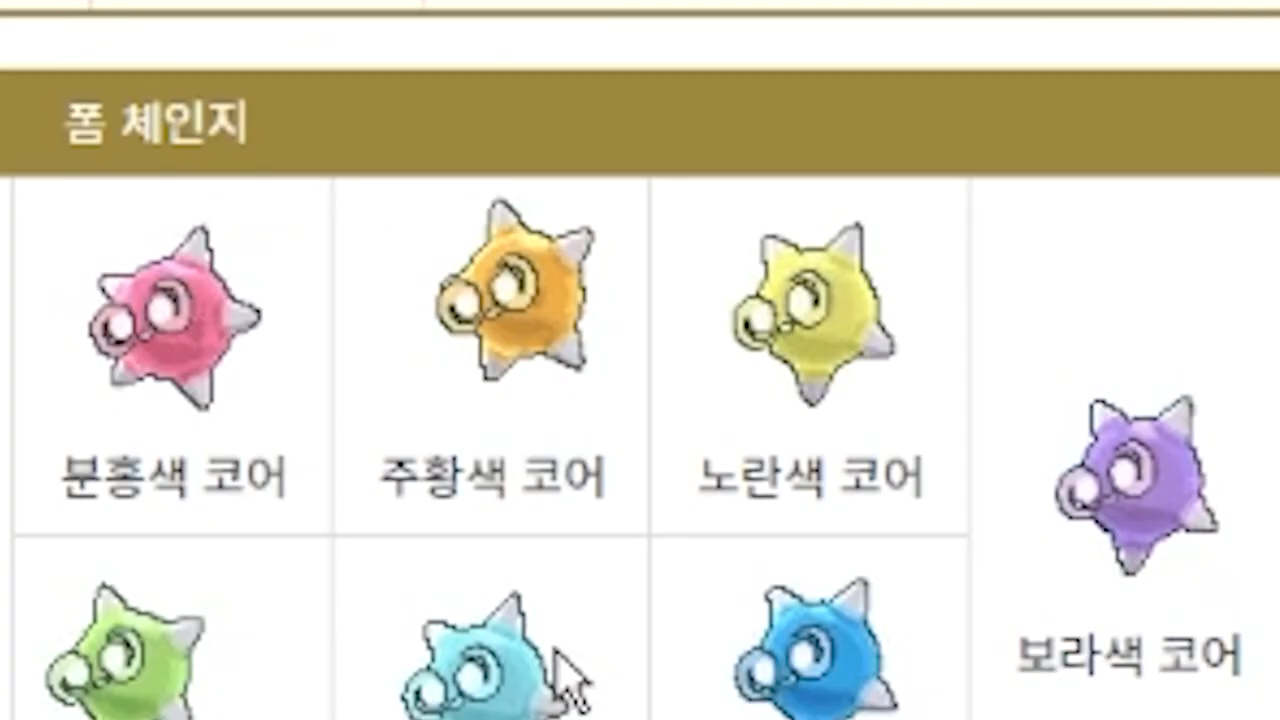 폼 체인지
분홍색 코어
주황색 코어
노란색 코어
보라색 코어